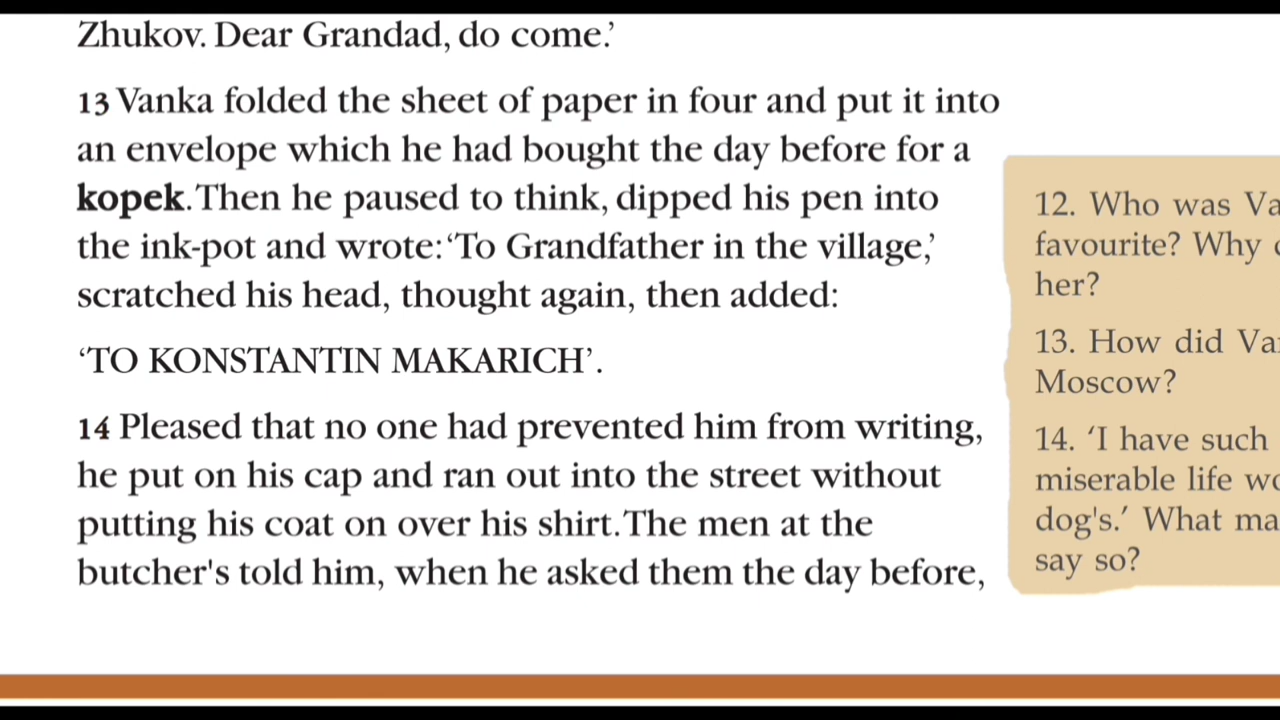 Zhukov. Dear Grandad, do come.’
13 Vanka folded the sheet of paper in four and put it into
an envelope which he had bought the day before for a
kopek. Then he paused to think, dipped his pen into
the ink-pot and wrote: ‘To Grandfather in the village,’
scratched his head, thought again, then added:
‘TO KONSTANTIN MAKARICH’.
14 Pleased that no one had prevented him from writing,
he put on his cap and ran out into the street without
putting his coat on over his shirt. The men at the
butcher's told him, when he asked them the day before,
12. Who was
favourite? Why
her?
13. How did
Moscow?
14. ‘I have such
miserable life
dog's.’ What
say so?